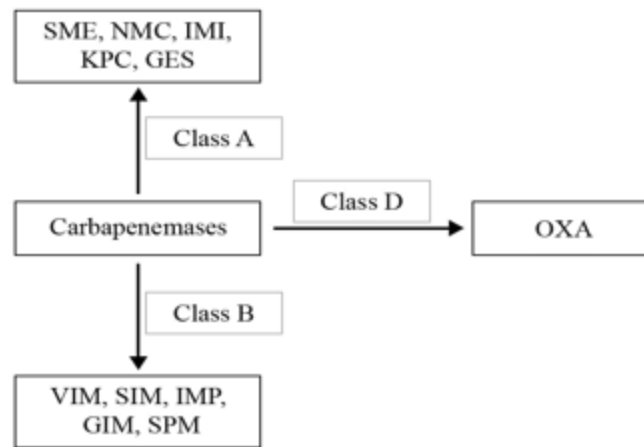 SME, NMC, IMI,
KPC, GES
Class A
Class D
Carbapenemases
OXA
Class B
VIM, SIM, IMP,
GIM, SPM